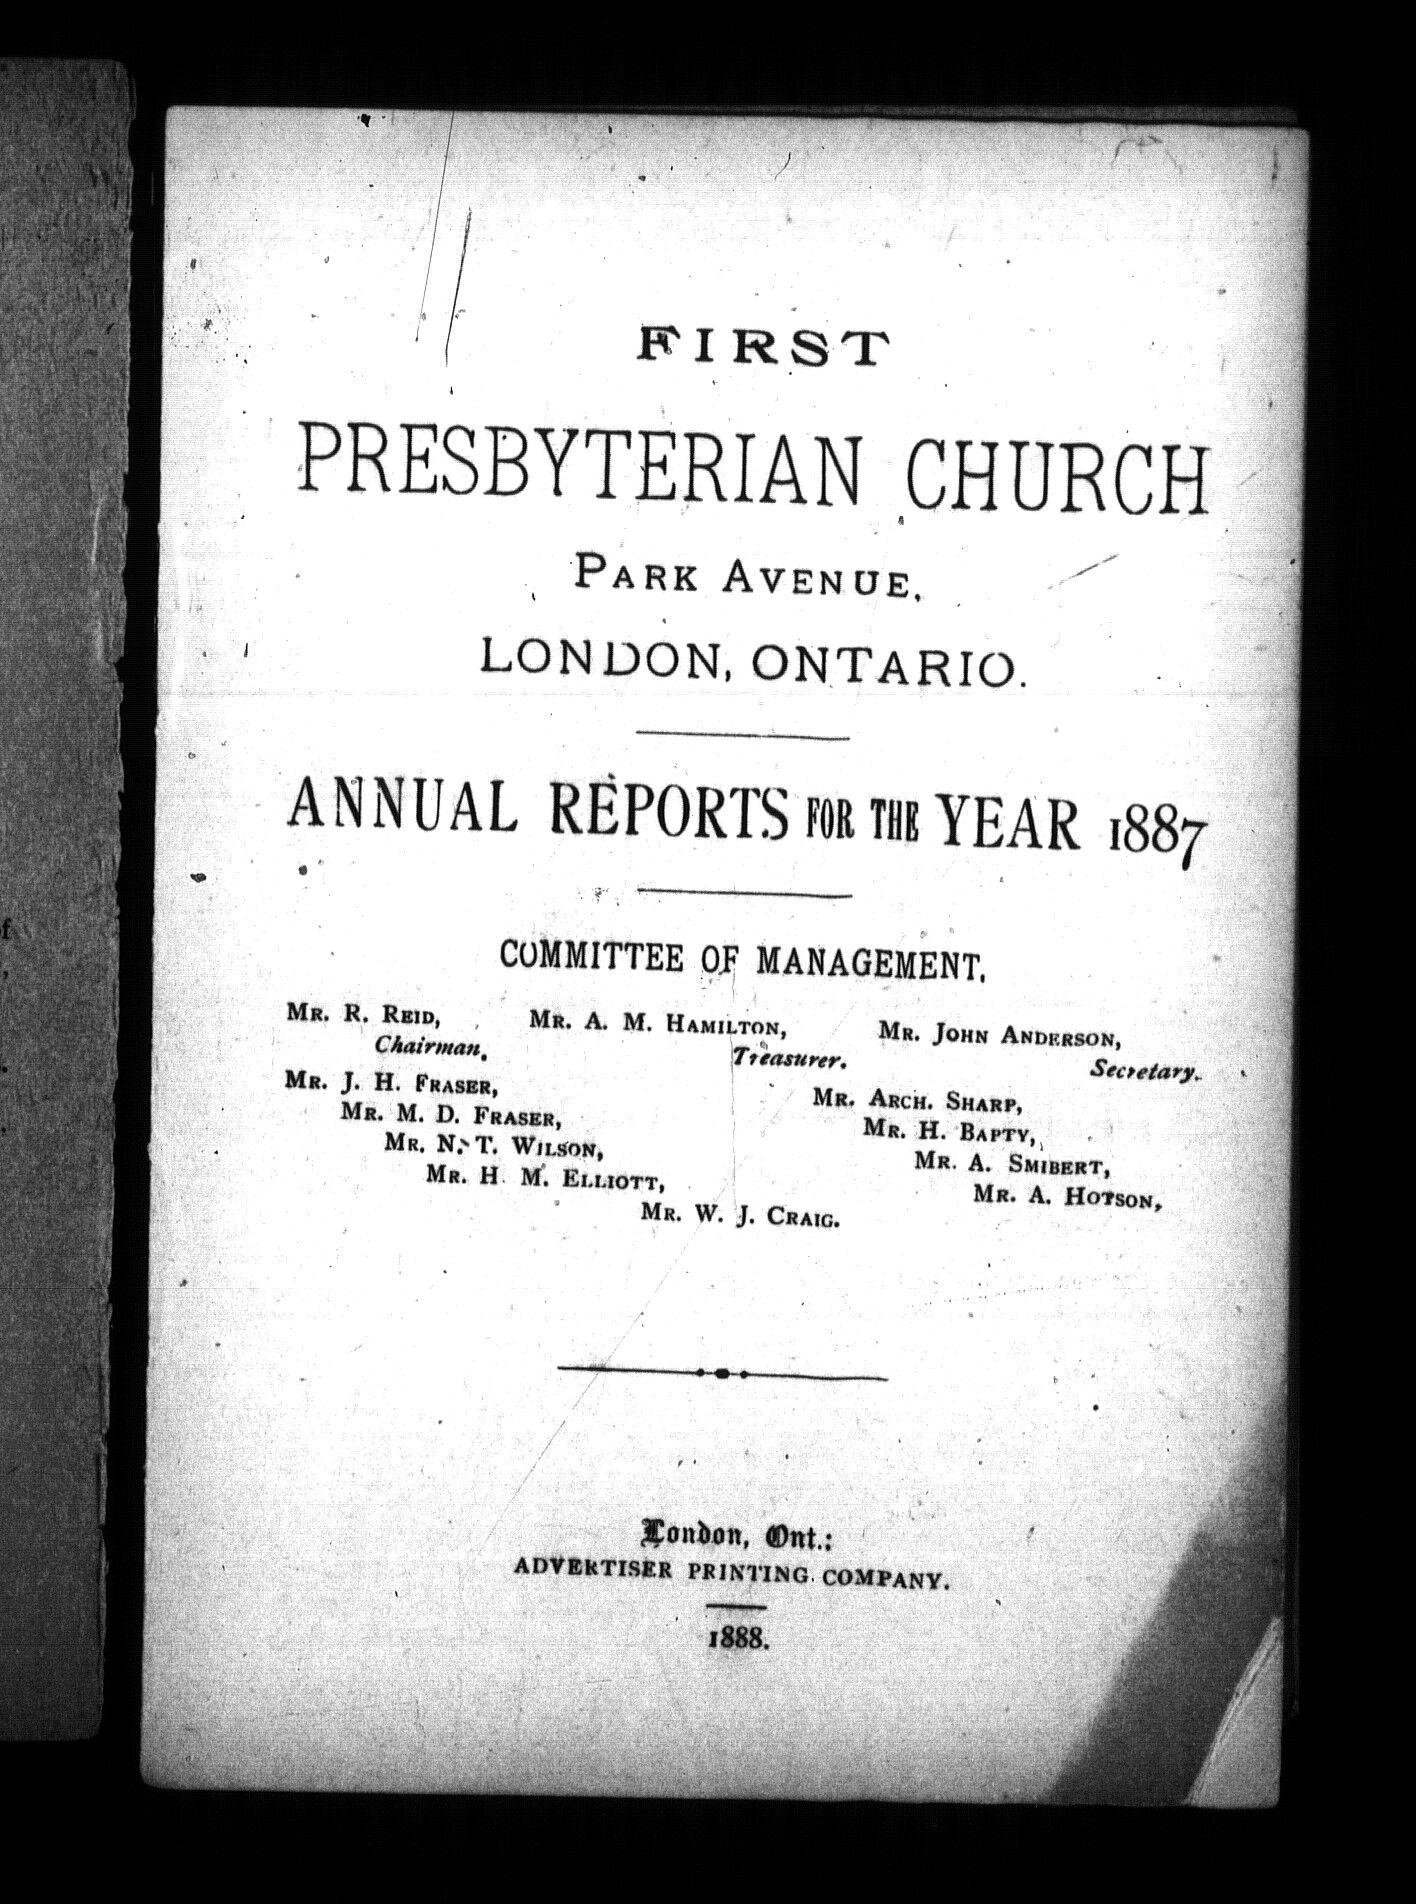 FIRST
PRESBYTERIAN CHURCH
PARK AVENUE,
LONDON, ONTARIO.
ANNUAL REPORTS FOR THE YEAR 1887
COMMITTEE OF MANAGEMENT.
MR. R. REID, MR. A. M. HAMILTON, MR. JOHN ANDERSON,
Chairman. Treasurer. Secretary.
MR. J. H. FRASER, MR. ARCH. SHARP,
MR. M. D. FRASER, MR. H. BAPTY,
MR. N. T. WILSON, MR. A. SMIBERT,
MR. H. M. ELLIOTT, MR. A. HOTSON,
MR. W. J. CRAIG.
London, Ont.:
ADVERTISER PRINTING COMPANY.
1888.